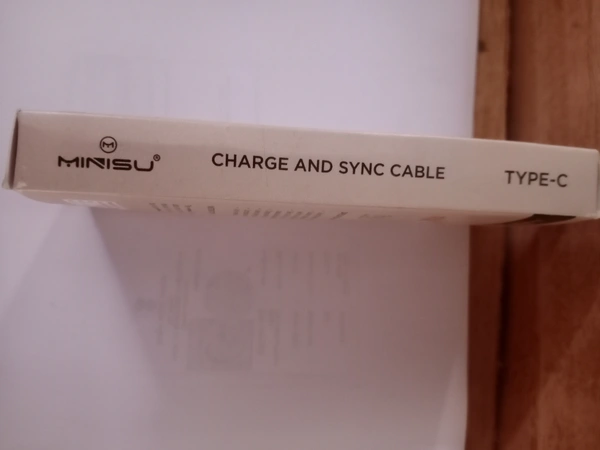 MINISU®
CHARGE AND SYNC CABLE
TYPE-C